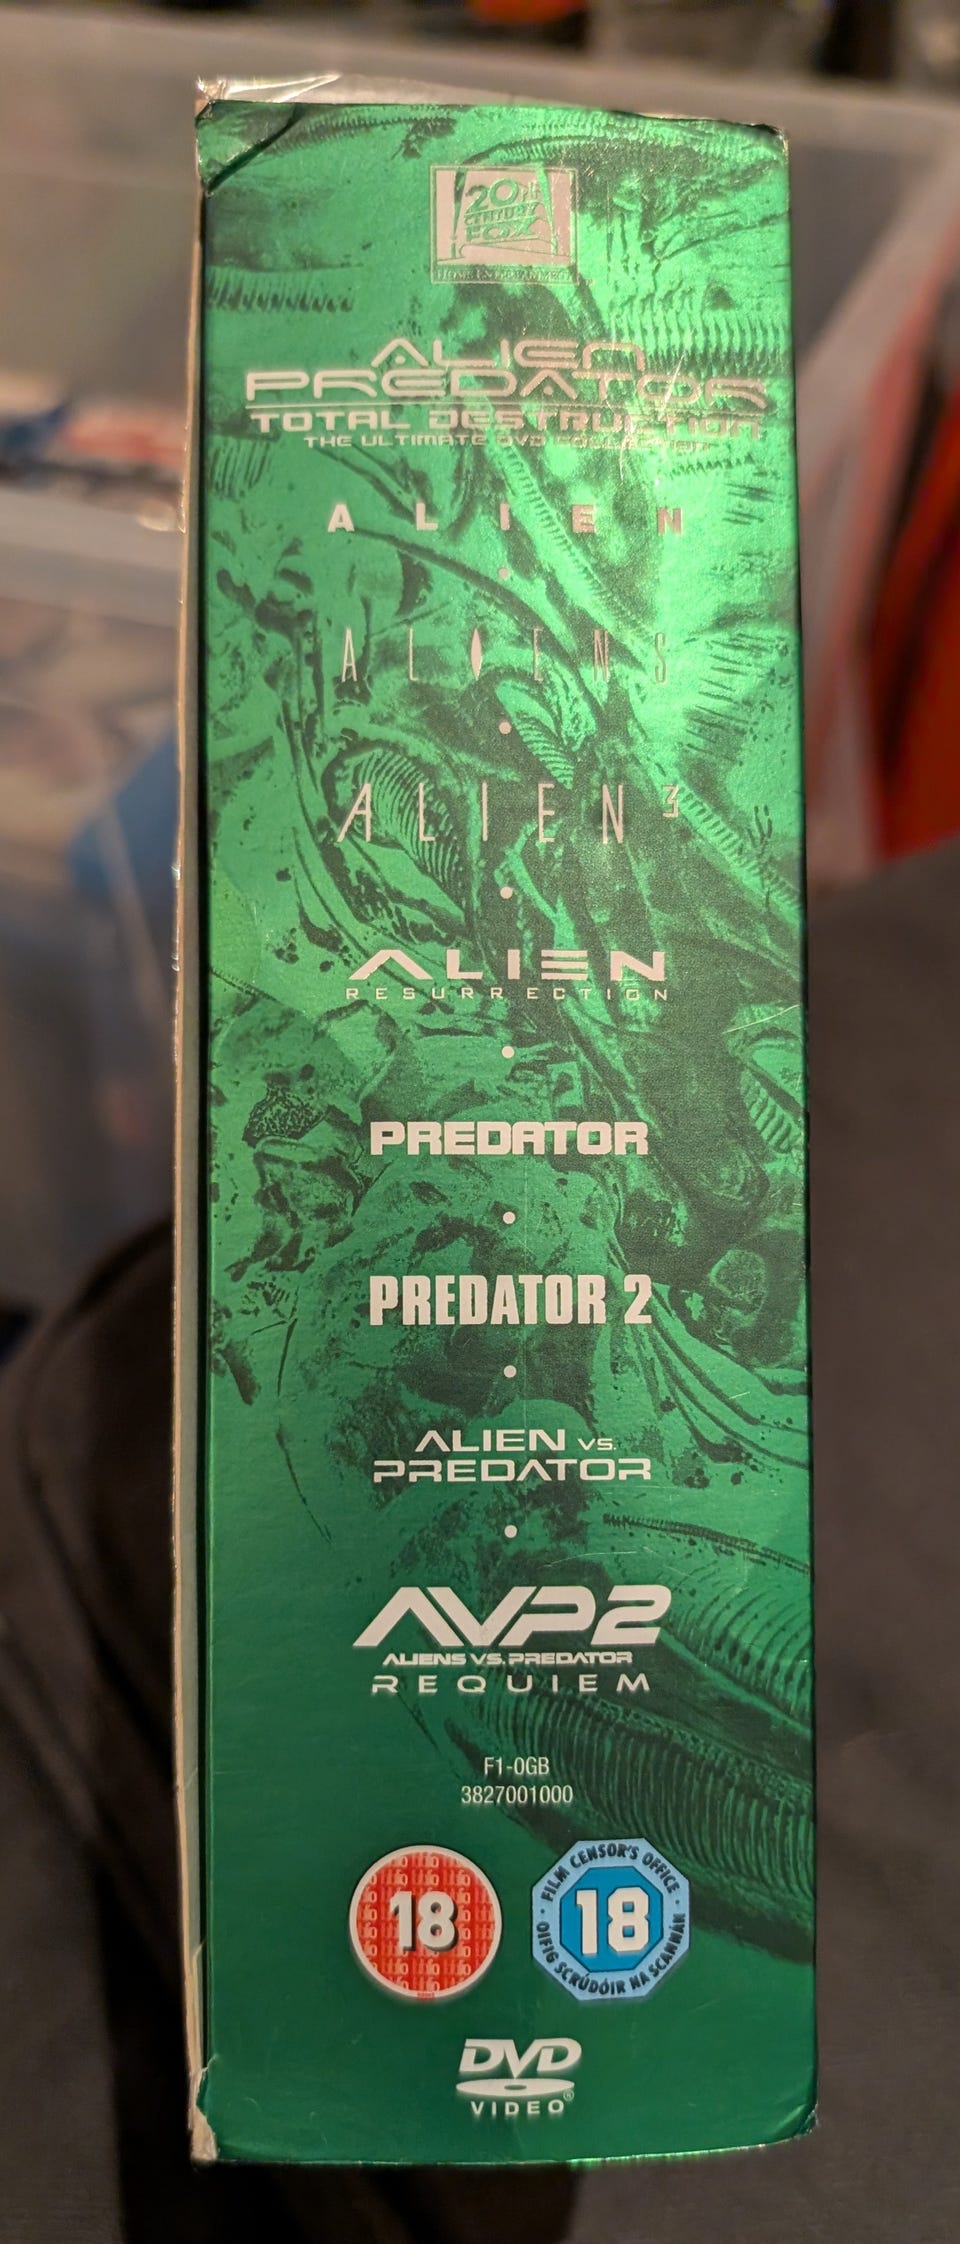 20th
CENTURY
FOX
HOME ENTERTAINMENT
ALIEN
PREDATOR
TOTAL DESTRUCTION
THE ULTIMATE DVD COLLECTION
ALIEN
ALIENS
ALIEN³
ALIEN
RESURRECTION
PREDATOR
PREDATOR 2
ALIEN VS.
PREDATOR
AVP2
ALIENS VS. PREDATOR
REQUIEM
F1-OGB
3827001000
18
FILM CENSOR'S OFFICE
18
OIFIG SCRÚDÓIR NA SCANNÁN
DVD
VIDEO®